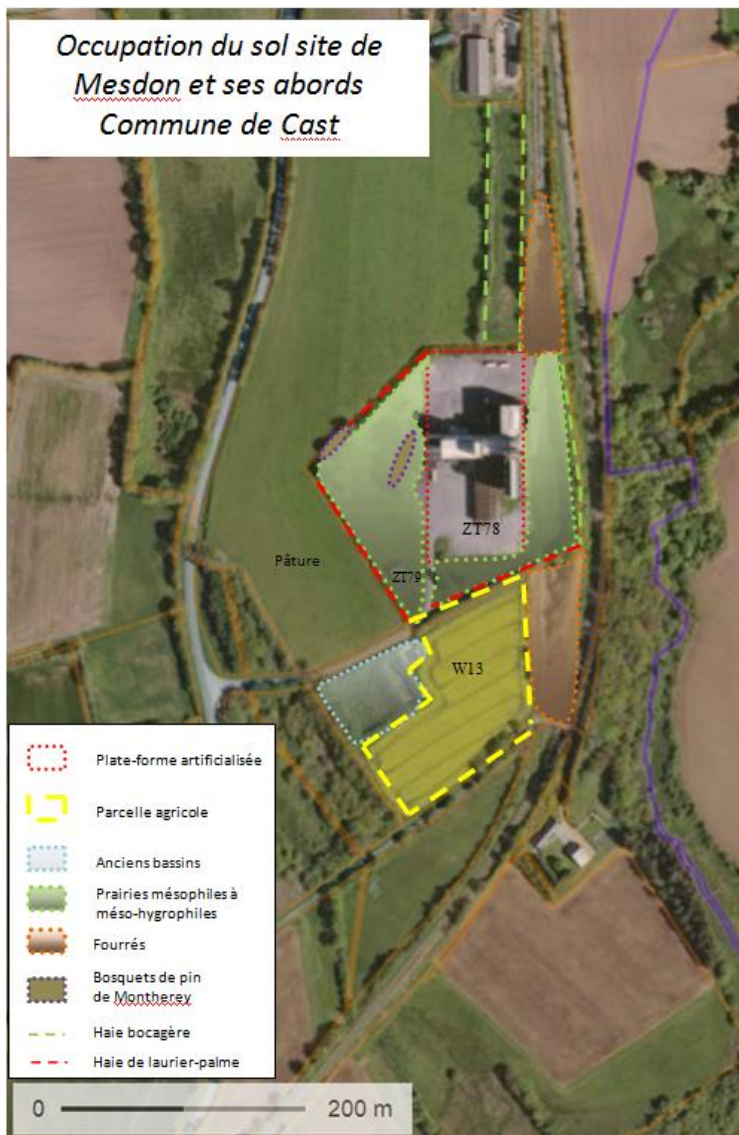 Occupation du sol site de
Mesdon et ses abords
Commune de Cast
ZT78
Pâture
ZT79
W13
Plate-forme artificialisée
Parcelle agricole
Anciens bassins
Prairies mésophiles à
méso-hygrophiles
Fourrés
Bosquets de pin
de Montherey
Haie bocagère
Haie de laurier-palme
0 200 m